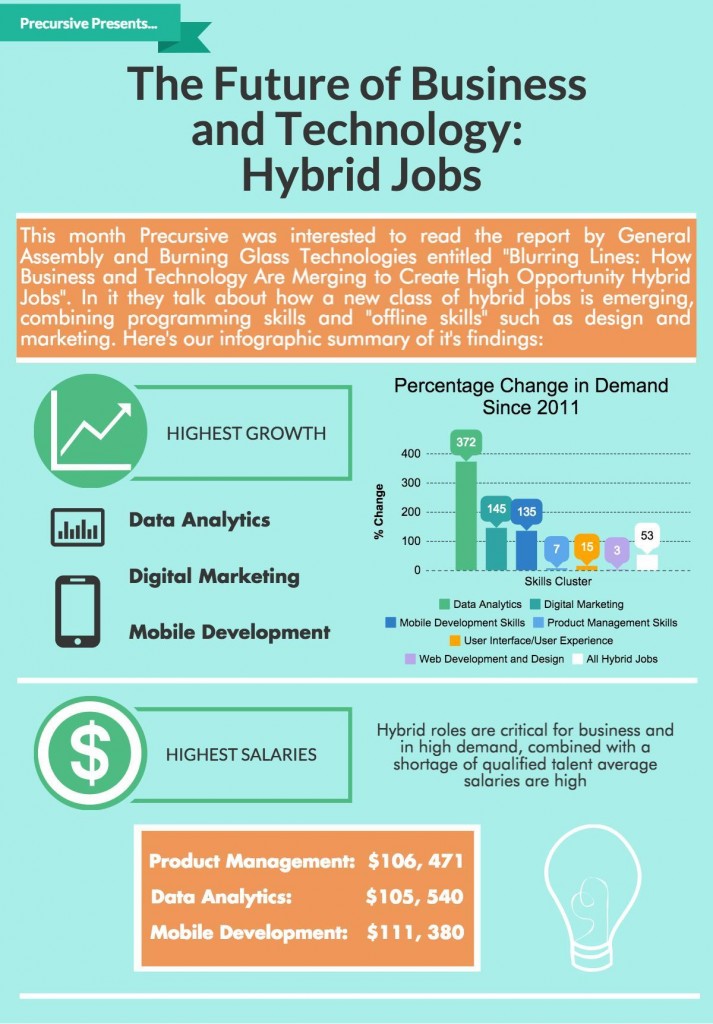 Precursive Presents...
The Future of Business
and Technology:
Hybrid Jobs
This month Precursive was interested to read the report by General
Assembly and Burning Glass Technologies entitled "Blurring Lines: How
Business and Technology Are Merging to Create High Opportunity Hybrid
Jobs". In it they talk about how a new class of hybrid jobs is emerging,
combining programming skills and "offline skills" such as design and
marketing. Here's our infographic summary of it's findings:
HIGHEST GROWTH
Data Analytics
Digital Marketing
Mobile Development
Percentage Change in Demand
Since 2011
% Change
400
300
200
100
0
372
145
135
7
15
3
53
Skills Cluster
Data Analytics Digital Marketing
Mobile Development Skills Product Management Skills
User Interface/User Experience
Web Development and Design All Hybrid Jobs
HIGHEST SALARIES
Hybrid roles are critical for business and
in high demand, combined with a
shortage of qualified talent average
salaries are high
Product Management: $106, 471
Data Analytics: $105, 540
Mobile Development: $111, 380